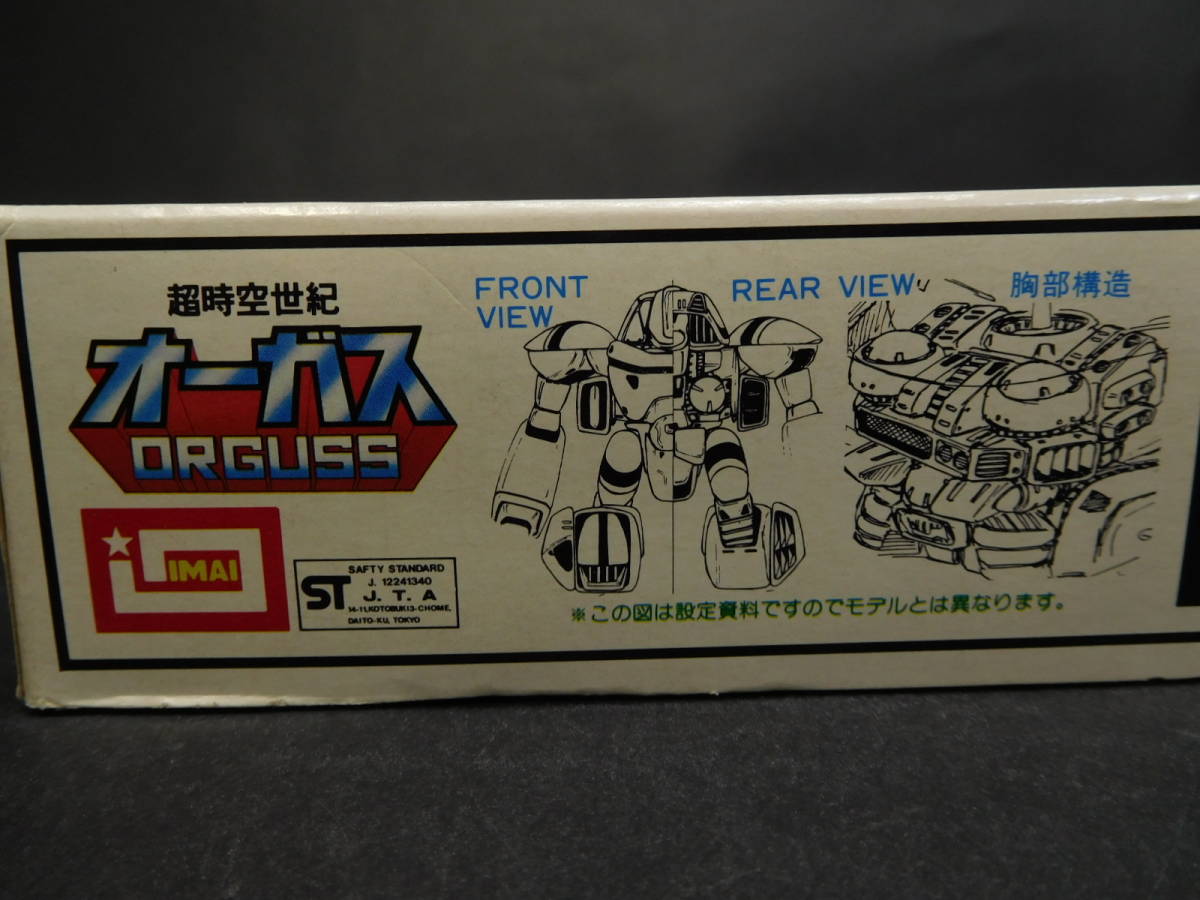 超時空世紀
オーガス
ORGUSS
IMAI
ST
SAFTY STANDARD
J. 12241340
J. T. A
14-11,KOTOBUKI3-CHOME,
DAITO-KU, TOKYO
FRONT
VIEW
REAR VIEW
胸部構造
※この図は設定資料ですのでモデルとは異なります。